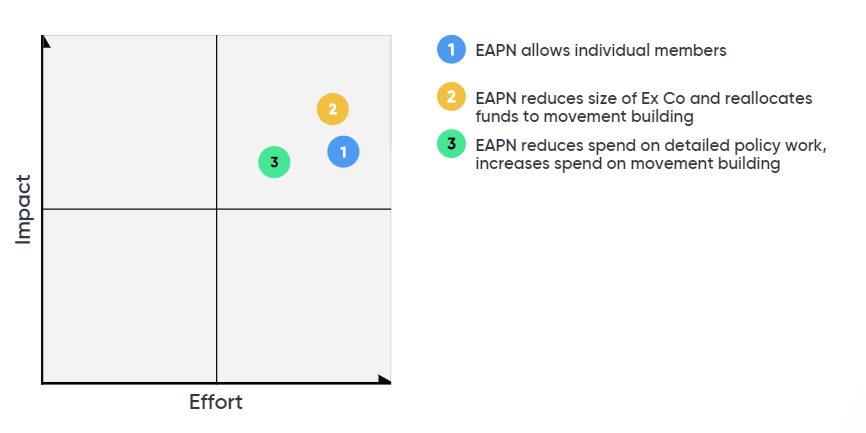 1 EAPN allows individual members
2 EAPN reduces size of Ex Co and reallocates
funds to movement building
3 EAPN reduces spend on detailed policy work,
increases spend on movement building
2
1
3
Impact
Effort